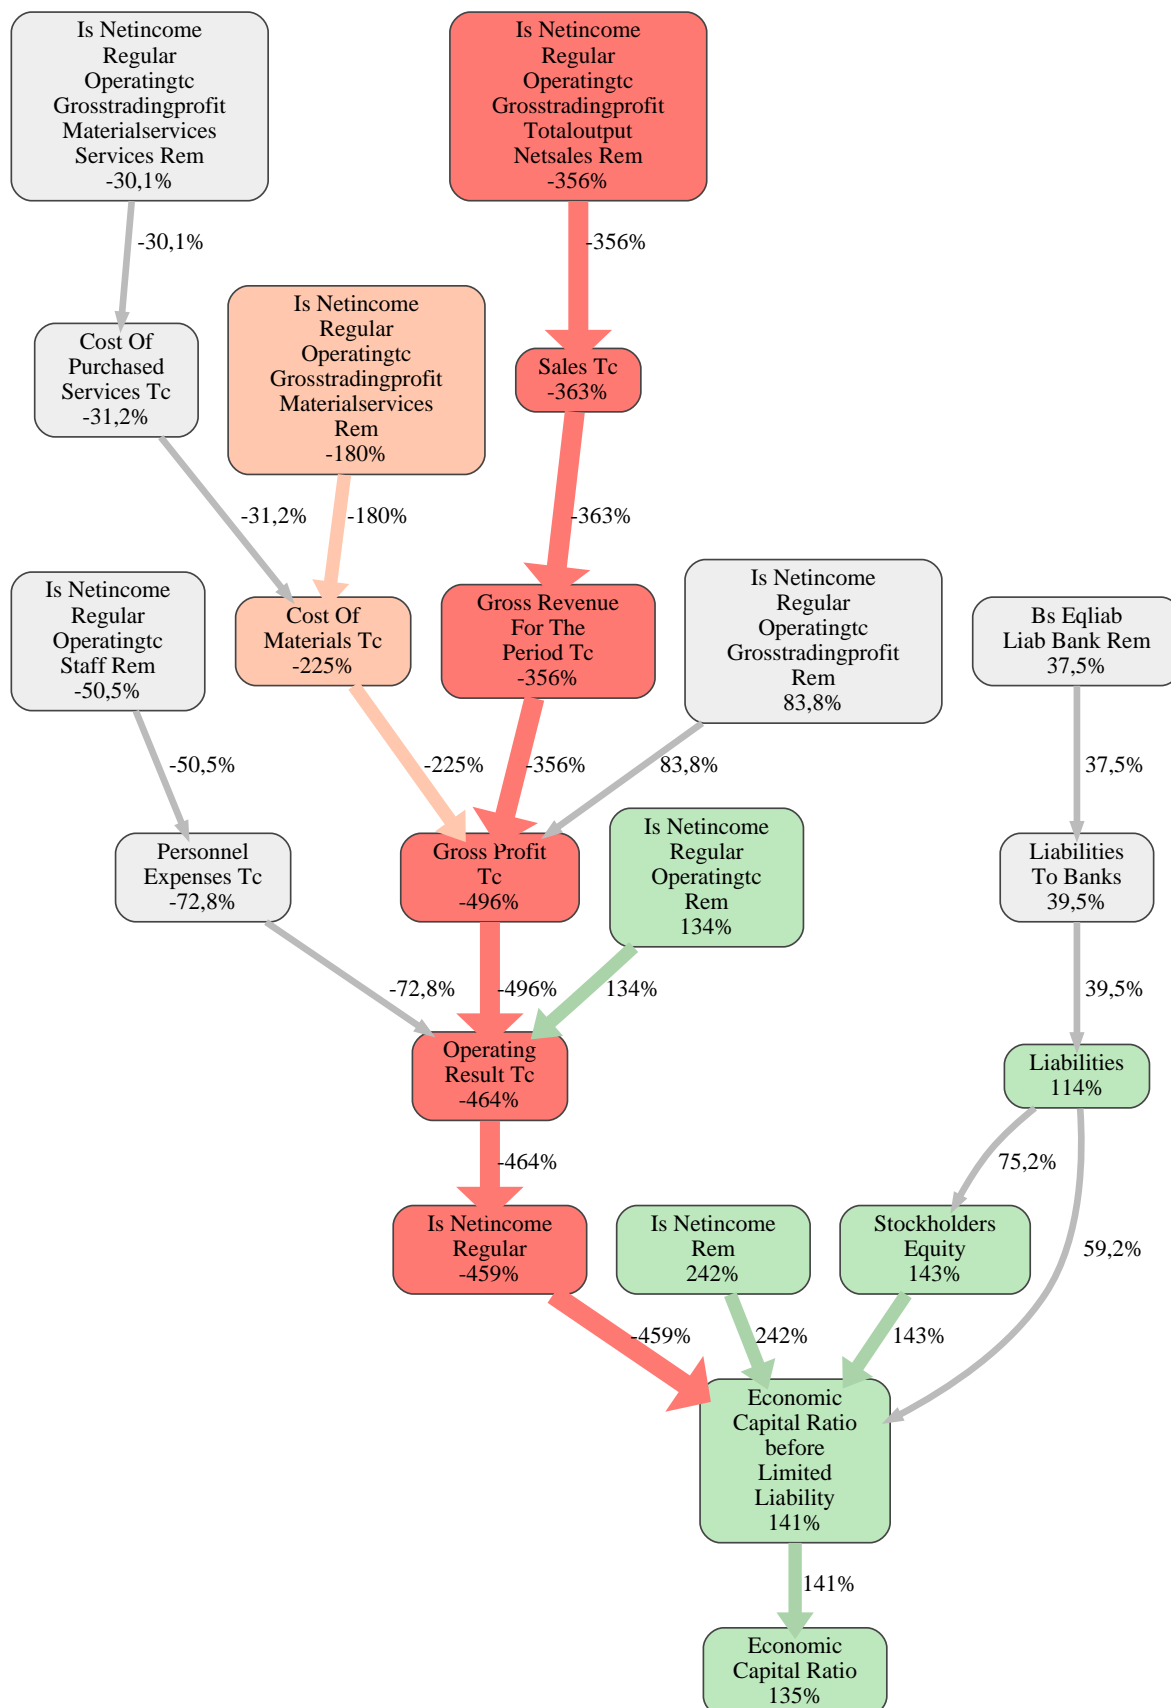 Is Netincome
Regular
Operatingtc
Grosstradingprofit
Materialservices
Services Rem
-30,1%
Is Netincome
Regular
Operatingtc
Grosstradingprofit
Totaloutput
Netsales Rem
-356%
-30,1%
-356%
Cost Of
Purchased
Services Tc
-31,2%
Is Netincome
Regular
Operatingtc
Grosstradingprofit
Materialservices
Rem
-180%
Sales Tc
-363%
-31,2%
-180%
-363%
Is Netincome
Regular
Operatingtc
Staff Rem
-50,5%
Cost Of
Materials Tc
-225%
Gross Revenue
For The
Period Tc
-356%
Is Netincome
Regular
Operatingtc
Grosstradingprofit
Rem
83,8%
Bs Eqliab
Liab Bank Rem
37,5%
-50,5%
-225%
-356%
83,8%
37,5%
Personnel
Expenses Tc
-72,8%
Gross Profit
Tc
-496%
Is Netincome
Regular
Operatingtc
Rem
134%
Liabilities
To Banks
39,5%
-72,8%
-496%
134%
39,5%
Operating
Result Tc
-464%
Liabilities
114%
-464%
75,2%
59,2%
Is Netincome
Regular
-459%
Is Netincome
Rem
242%
Stockholders
Equity
143%
-459%
242%
143%
Economic
Capital Ratio
before
Limited
Liability
141%
141%
Economic
Capital Ratio
135%